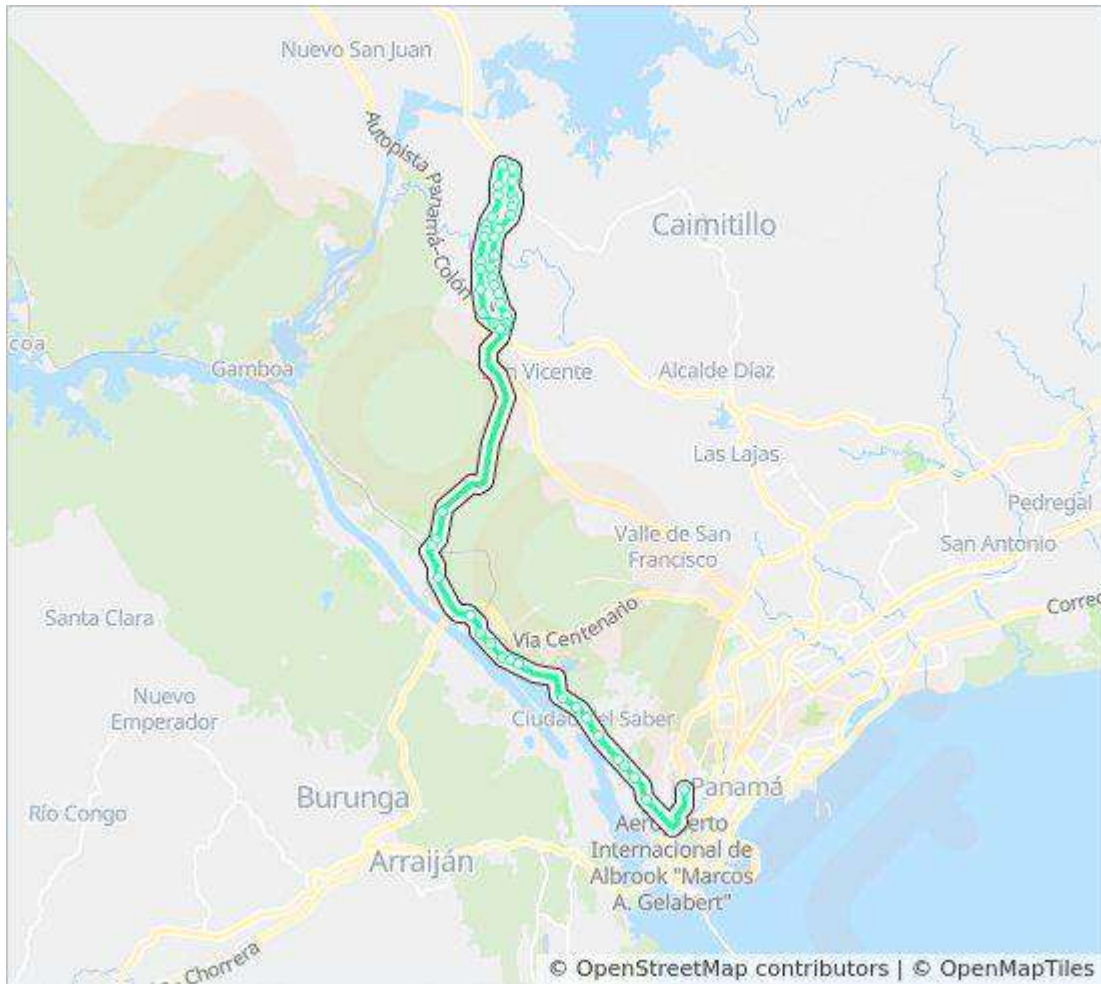 Nuevo San Juan
Autopista Panamá-Colón
Caimitillo
Gamboa
Vicente
Alcalde Díaz
Las Lajas
Pedregal
Valle de San
Francisco
San Antonio
Santa Clara
Vía Centenario
Nuevo
Emperador
Ciudad del Saber
Burunga
Panamá
Río Congo
Internacional de
Albrook "Marcos
A. Gelabert"
Arraiján
Chorrera
© OpenStreetMap contributors | © OpenMapTiles